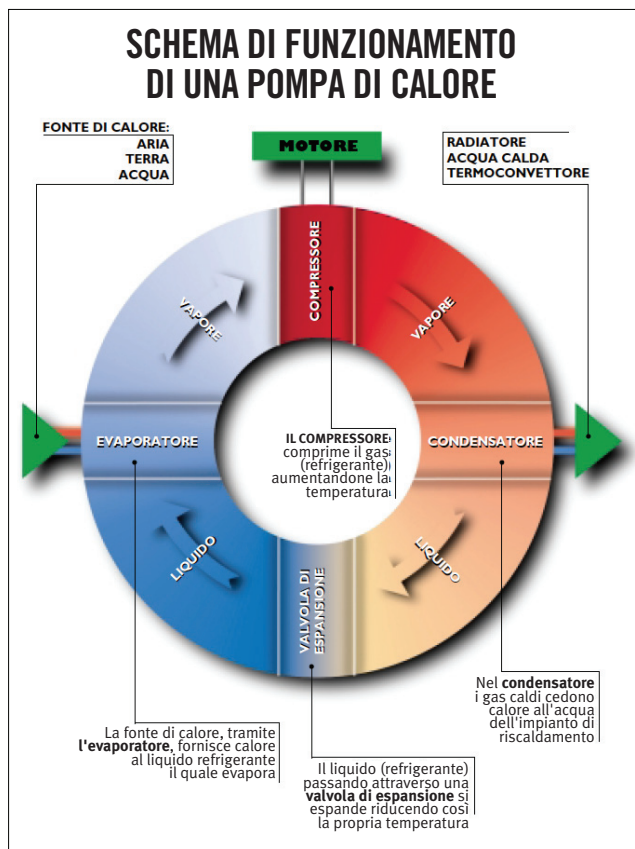 SCHEMA DI FUNZIONAMENTO
DI UNA POMPA DI CALORE
FONTE DI CALORE:
ARIA
TERRA
ACQUA
MOTORE
RADIATORE
ACQUA CALDA
TERMOCONVETTORE
COMPRESSORE
VAPORE
VAPORE
EVAPORATORE
IL COMPRESSORE
comprime il gas
(refrigerante)
aumentandone la
temperatura
CONDENSATORE
LIQUIDO
LIQUIDO
VALVOLA DI
ESPANSIONE
La fonte di calore, tramite
l'evaporatore, fornisce calore
al liquido refrigerante
il quale evapora
Il liquido (refrigerante)
passando attraverso una
valvola di espansione si
espande riducendo così
la propria temperatura
Nel condensatore
i gas caldi cedono
calore all'acqua
dell'impianto di
riscaldamento